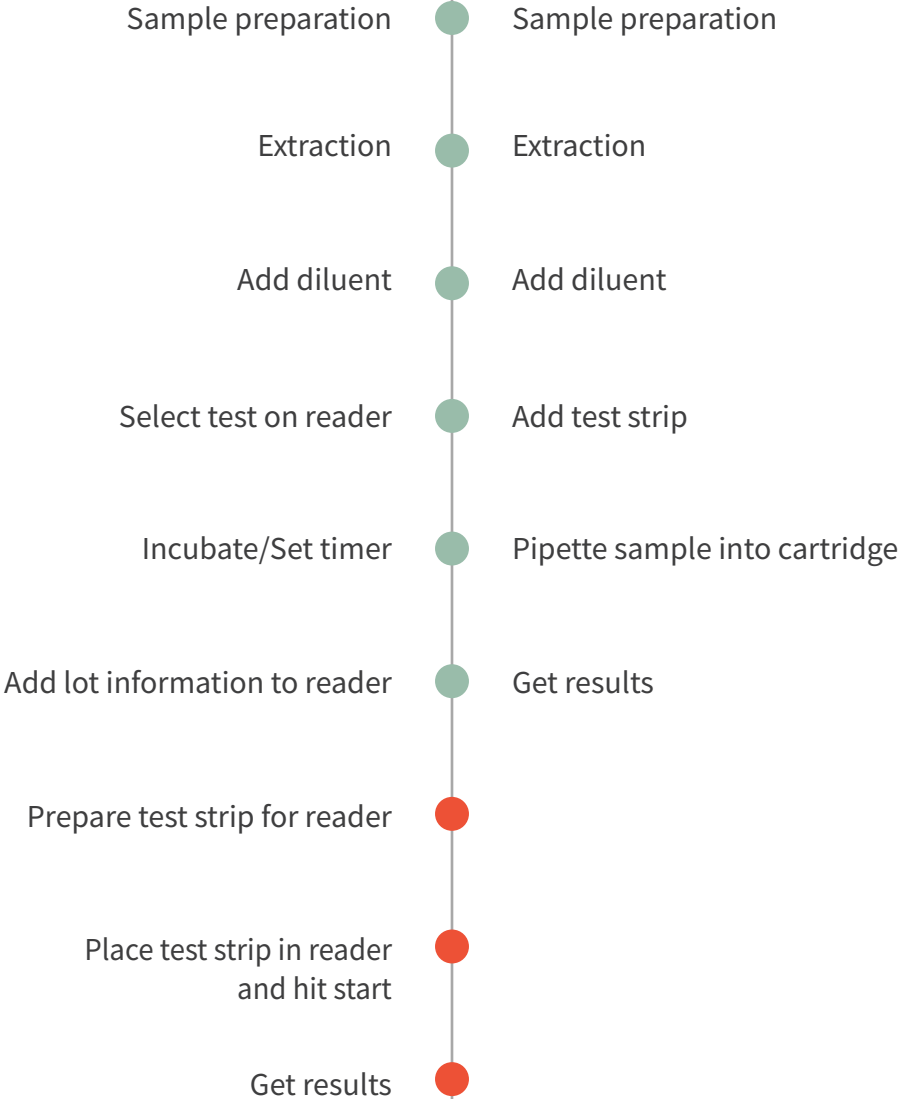 Sample preparation
Sample preparation
Extraction
Extraction
Add diluent
Add diluent
Select test on reader
Add test strip
Incubate/Set timer
Pipette sample into cartridge
Add lot information to reader
Get results
Prepare test strip for reader
Place test strip in reader
and hit start
Get results